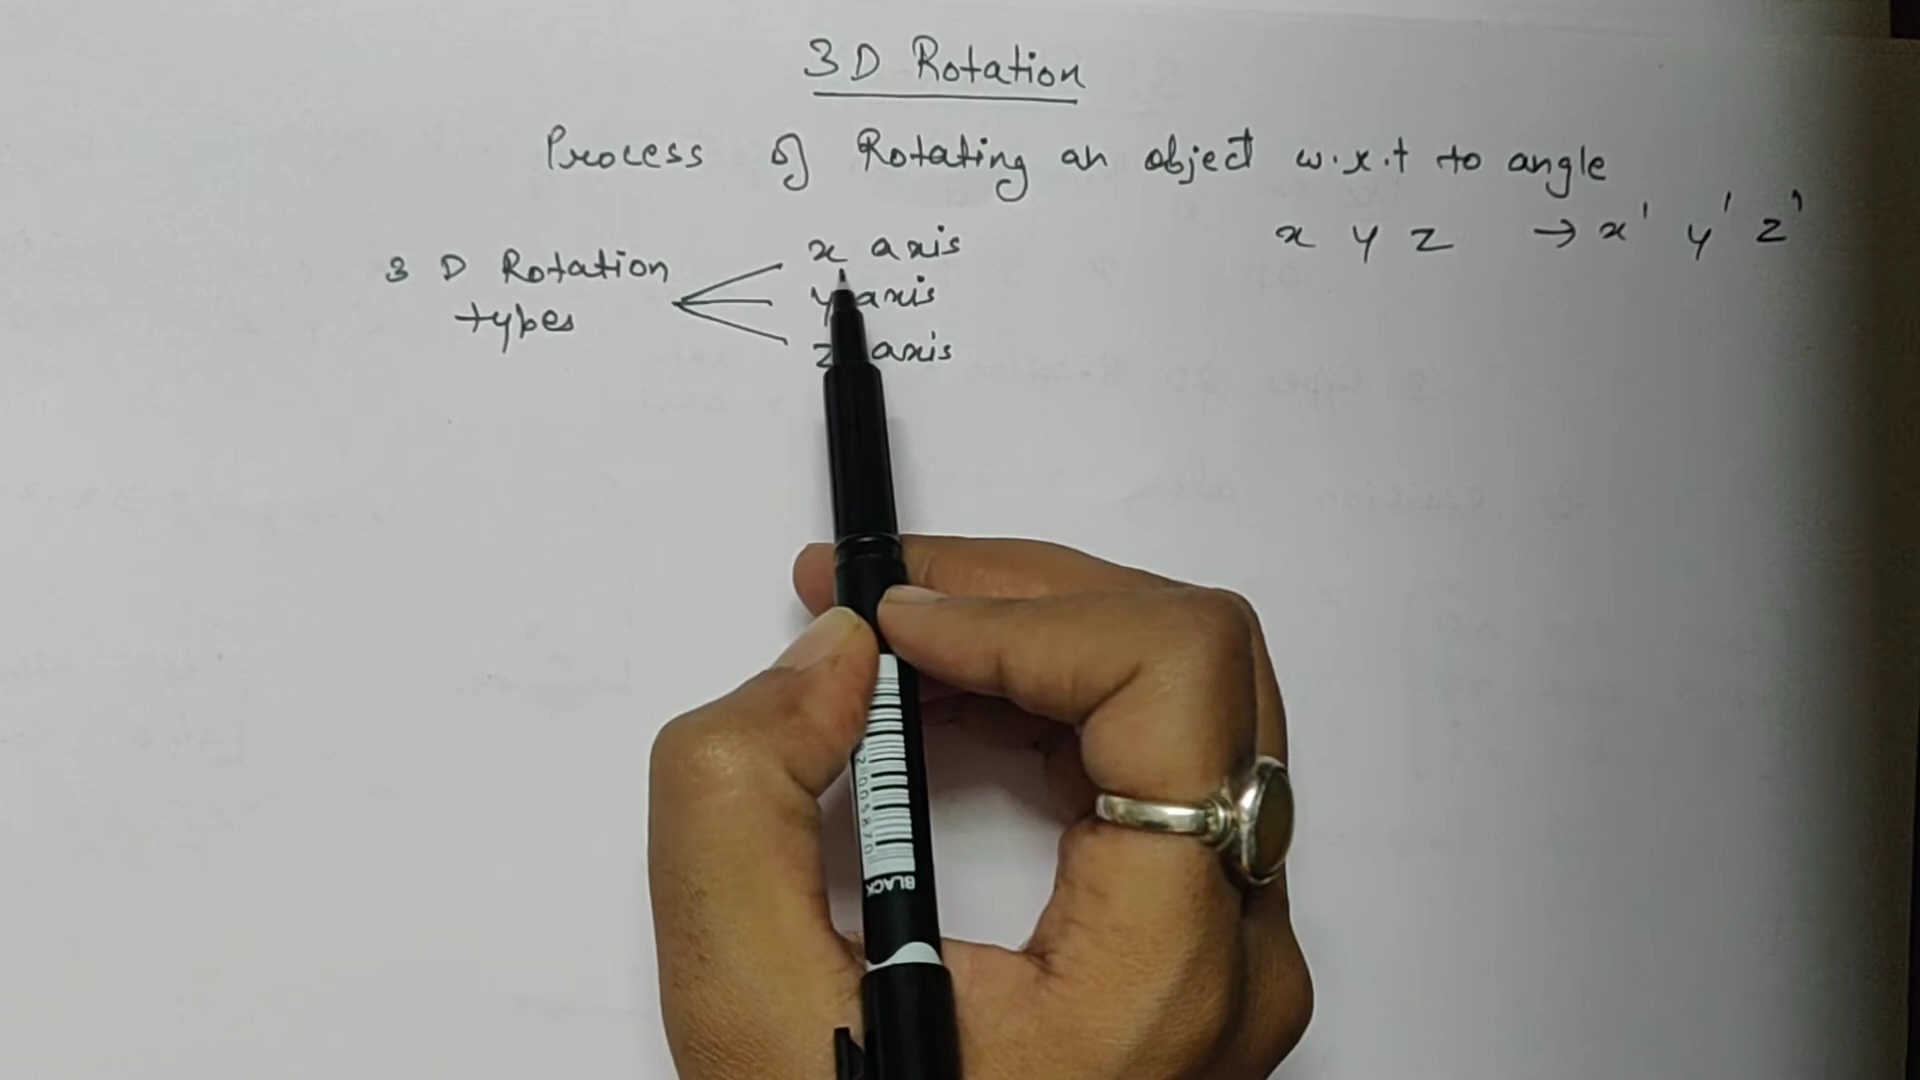 3D Rotation
Process of Rotating an object w.r.t to angle
x y z → x' y' z'
3 D Rotation types
x axis
y axis
z axis
BLACK